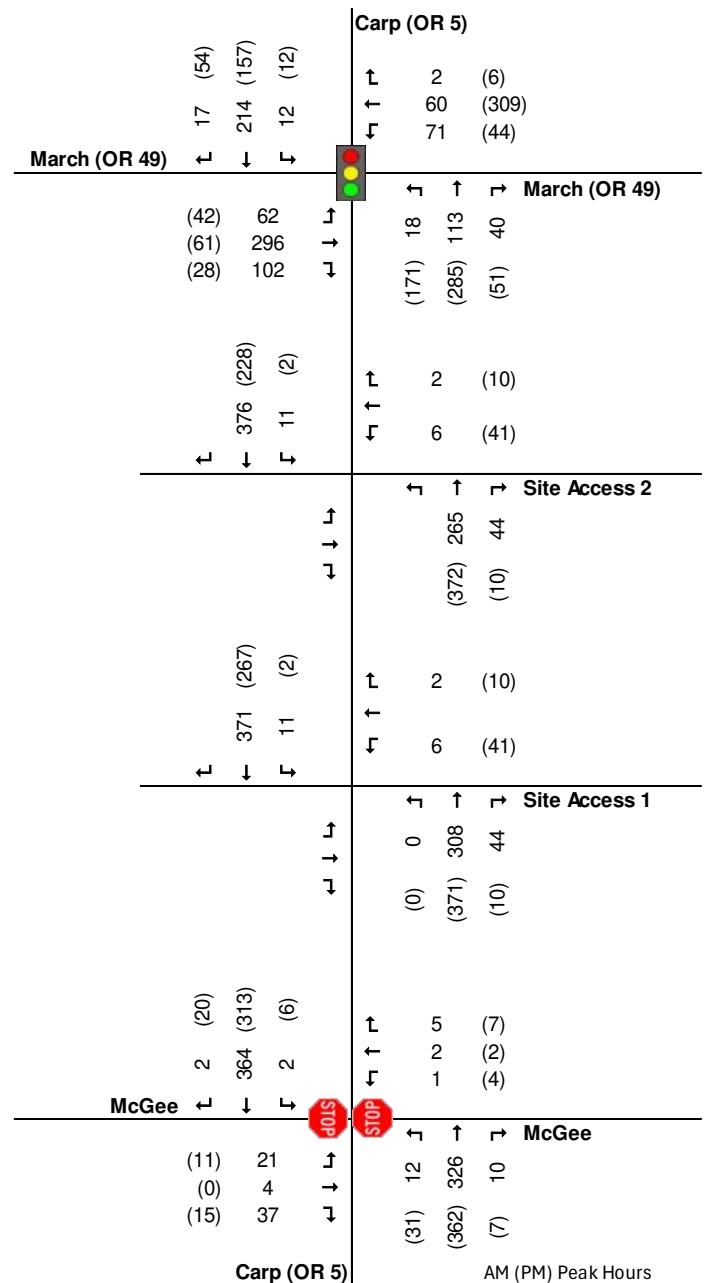 Carp (OR 5)
(54) (157) (12)
17 214 12
2 (6)
60 (309)
71 (44)
March (OR 49)
March (OR 49)
(42) 62
(61) 296
(28) 102
18 113 40
(171) (285) (51)
(228) (2)
376 11
2 (10)
6 (41)
Site Access 2
265 44
(372) (10)
(267) (2)
371 11
2 (10)
6 (41)
Site Access 1
0 308 44
(0) (371) (10)
(20) (313) (6)
2 364 2
5 (7)
2 (2)
1 (4)
McGee
STOP STOP
McGee
(11) 21
(0) 4
(15) 37
12 326 10
(31) (362) (7)
Carp (OR 5)
AM (PM) Peak Hours